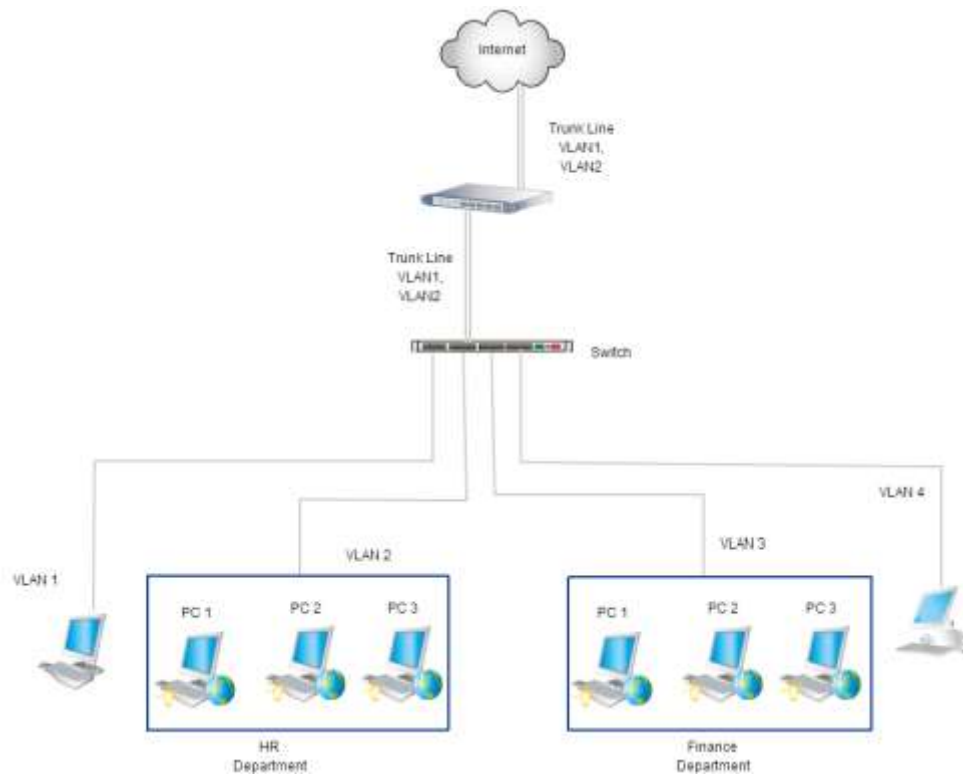 Internet
Trunk Line
VLAN1,
VLAN2
Trunk Line
VLAN1,
VLAN2
Switch
VLAN 1
VLAN 2
VLAN 3
VLAN 4
PC 1
PC 2
PC 3
PC 1
PC 2
PC 3
HR
Department
Finance
Department